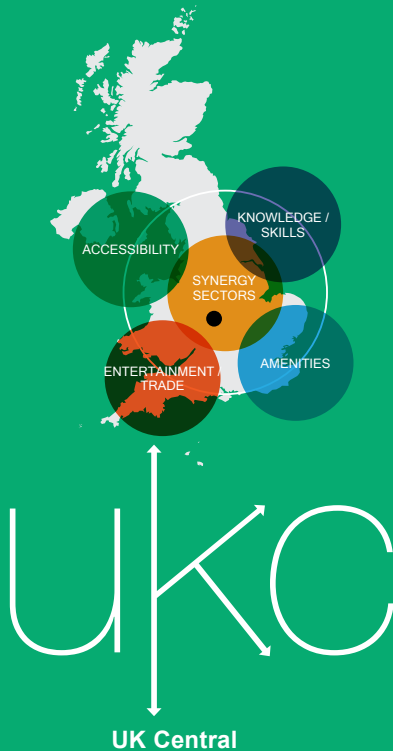 KNOWLEDGE /
SKILLS
ACCESSIBILITY
SYNERGY
SECTORS
ENTERTAINMENT /
TRADE
AMENITIES
ukc
UK Central